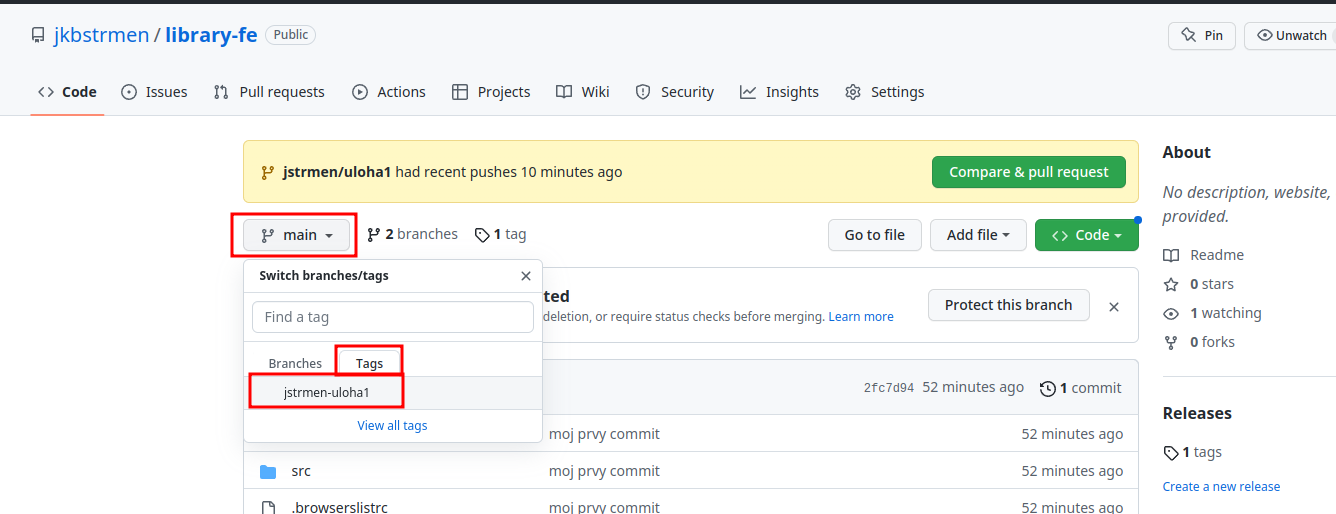 jkbstrmen / library-fe Public
Pin
Unwatch
Code
Issues
Pull requests
Actions
Projects
Wiki
Security
Insights
Settings
jstrmen/uloha1 had recent pushes 10 minutes ago
Compare & pull request
main
2 branches
1 tag
Go to file
Add file
Code
Switch branches/tags
Find a tag
Branches
Tags
jstrmen-uloha1
View all tags
ted
deletion, or require status checks before merging. Learn more
Protect this branch
2fc7d94 52 minutes ago
1 commit
moj prvy commit 52 minutes ago
src moj prvy commit 52 minutes ago
.browserslistrc moj prvy commit 52 minutes ago
About
No description, website,
provided.
Readme
0 stars
1 watching
0 forks
Releases
1 tags
Create a new release